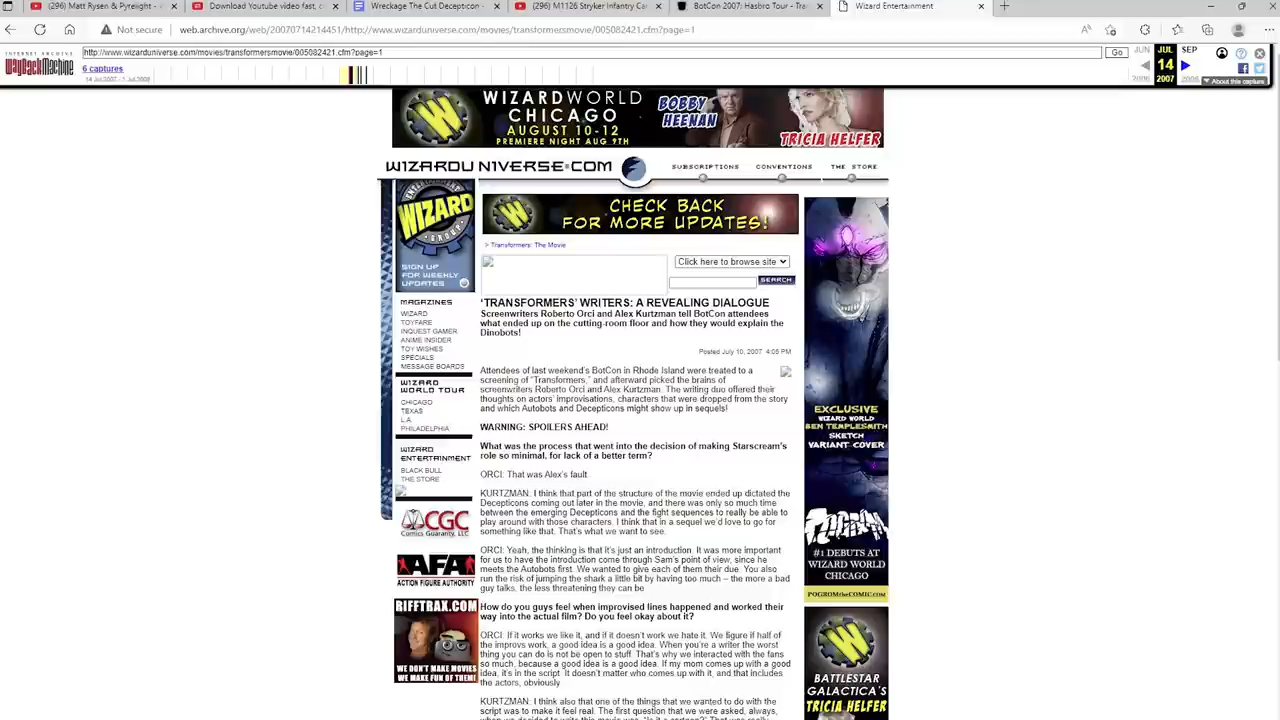 (296) Matt Rysen & Pyreight -
Download Youtube video fast,
Wreckage The Cut Decepticon -
(296) M1126 Stryker Infantry Car
BotCon 2007: Hasbro Transform
Wizard Entertainment
Not secure
web.archive.org/web/20070714214451/http://www.wizarduniverse.com/movies/transformersmovie/005082421.cfm?page=1
INTERNET ARCHIVE
WayBackMachine
http://www.wizarduniverse.com/movies/transformersmovie/005082421.cfm?page=1
Go
JUN
JUL
SEP
6 captures
14
2006
2007
2008
About this capture
WIZARD WORLD
CHICAGO
AUGUST 10-12
PREMIERE NIGHT AUG 9TH
BOBBY
HEENAN
TRICIA HELFER
WIZARDUNIVERSE.COM
SUBSCRIPTIONS
CONVENTIONS
THE STORE
WIZARD
SIGN UP
FOR WEEKLY
UPDATES
CHECK BACK
FOR MORE UPDATES!
> Transformers: The Movie
Click here to browse site
SEARCH
MAGAZINES
WIZARD
TOYFARE
INQUEST GAMER
ANIME INSIDER
TOY WISHES
SPECIALS
MESSAGE BOARDS
WIZARD
WORLD TOUR
CHICAGO
TEXAS
L.A.
PHILADELPHIA
WIZARD
ENTERTAINMENT
BLACK BULL
THE STORE
CGC
Comics Guaranty, LLC
AFA
ACTION FIGURE AUTHORITY
RIFFTRAX.COM
WE DON'T MAKE MOVIES
WE MAKE FUN OF THEM!
'TRANSFORMERS' WRITERS: A REVEALING DIALOGUE
Screenwriters Roberto Orci and Alex Kurtzman tell BotCon attendees
what ended up on the cutting-room floor and how they would explain the
Dinobots!
Posted July 10, 2007 4:05 PM
Attendees of last weekend's BotCon in Rhode Island were treated to a
screening of "Transformers," and afterward picked the brains of
screenwriters Roberto Orci and Alex Kurtzman. The writing duo offered their
thoughts on actors' improvisations, characters that were dropped from the story
and which Autobots and Decepticons might show up in sequels!
WARNING: SPOILERS AHEAD!
What was the process that went into the decision of making Starscream's
role so minimal, for lack of a better term?
ORCI: That was Alex's fault.
KURTZMAN: I think that part of the structure of the movie ended up dictated the
Decepticons coming out later in the movie, and there was only so much time
between the emerging Decepticons and the fight sequences to really be able to
play around with those characters. I think that in a sequel we'd love to go for
something like that. That's what we want to see.
ORCI: Yeah, the thinking is that it's just an introduction. It was more important
for us to have the introduction come through Sam's point of view, since he
meets the Autobots first. We wanted to give each of them their due. You also
run the risk of jumping the shark a little bit by having too much – the more a bad
guy talks, the less threatening they can be
How do you guys feel when improvised lines happened and worked their
way into the actual film? Do you feel okay about it?
ORCI: If it works we like it, and if it doesn't work we hate it. We figure if half of
the improvs work, a good idea is a good idea. When you're a writer the worst
thing you can do is not be open to stuff. That's why we interacted with the fans
so much, because a good idea is a good idea. If my mom comes up with a good
idea, it's in the script. It doesn't matter who comes up with it, and that includes
the actors, obviously
KURTZMAN: I think also that one of the things that we wanted to do with the
script was to make it feel real. The first question that we were asked, always,
EXCLUSIVE
WIZARD WORLD
BEN TEMPLESMITH
SKETCH
VARIANT COVER
POGROM
#1 DEBUTS AT
WIZARD WORLD
CHICAGO
POGROMtheCOMIC.com
BATTLESTAR
GALACTICA'S
TRICIA HELFER